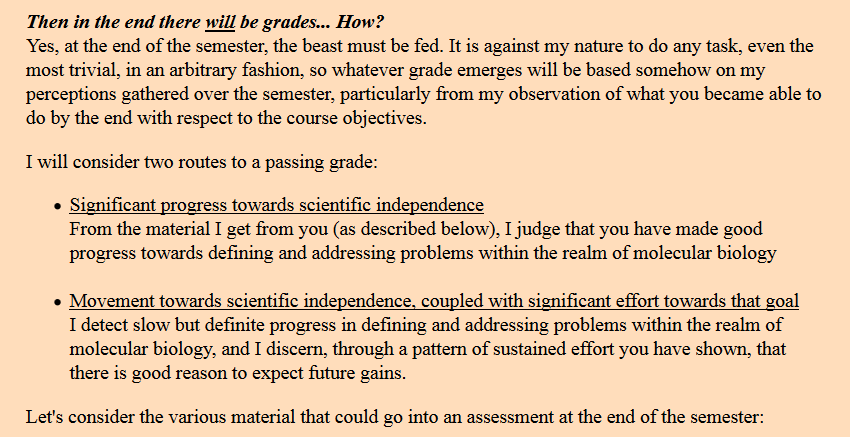 Then in the end there will be grades... How?
Yes, at the end of the semester, the beast must be fed. It is against my nature to do any task, even the
most trivial, in an arbitrary fashion, so whatever grade emerges will be based somehow on my
perceptions gathered over the semester, particularly from my observation of what you became able to
do by the end with respect to the course objectives.
I will consider two routes to a passing grade:
• Significant progress towards scientific independence
From the material I get from you (as described below), I judge that you have made good
progress towards defining and addressing problems within the realm of molecular biology
• Movement towards scientific independence, coupled with significant effort towards that goal
I detect slow but definite progress in defining and addressing problems within the realm of
molecular biology, and I discern, through a pattern of sustained effort you have shown, that
there is good reason to expect future gains.
Let's consider the various material that could go into an assessment at the end of the semester: